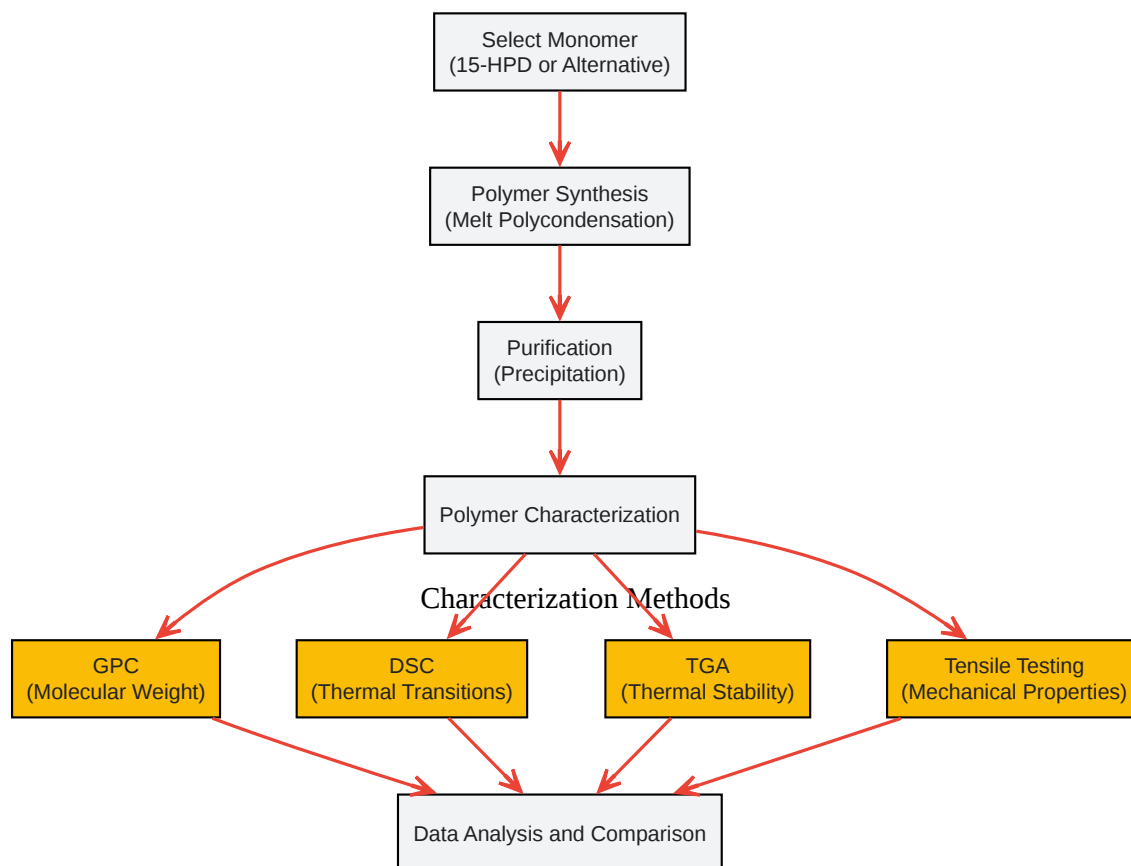 Select Monomer
(15-HPD or Alternative)
Polymer Synthesis
(Melt Polycondensation)
Purification
(Precipitation)
Polymer Characterization
Characterization Methods
GPC
(Molecular Weight)
DSC
(Thermal Transitions)
TGA
(Thermal Stability)
Tensile Testing
(Mechanical Properties)
Data Analysis and Comparison